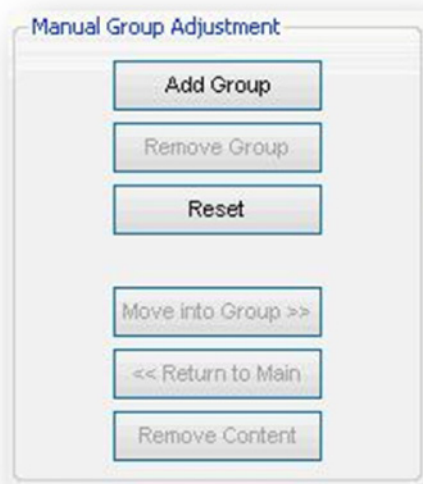 Manual Group Adjustment
Add Group
Remove Group
Reset
Move into Group >>
<< Return to Main
Remove Content